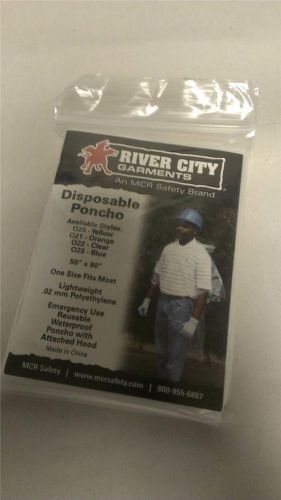 RIVER CITY
GARMENTS
An MCR Safety Brand
Disposable
Poncho
Available Styles:
O20 - Yellow
O21 - Orange
O22 - Clear
O23 - Blue
50" x 80"
One Size Fits Most
Lightweight
.02 mm Polyethylene
Emergency Use
Reusable
Waterproof
Poncho with
Attached Hood
Made in China
MCR Safety | www.mcrsafety.com | 800-955-6887